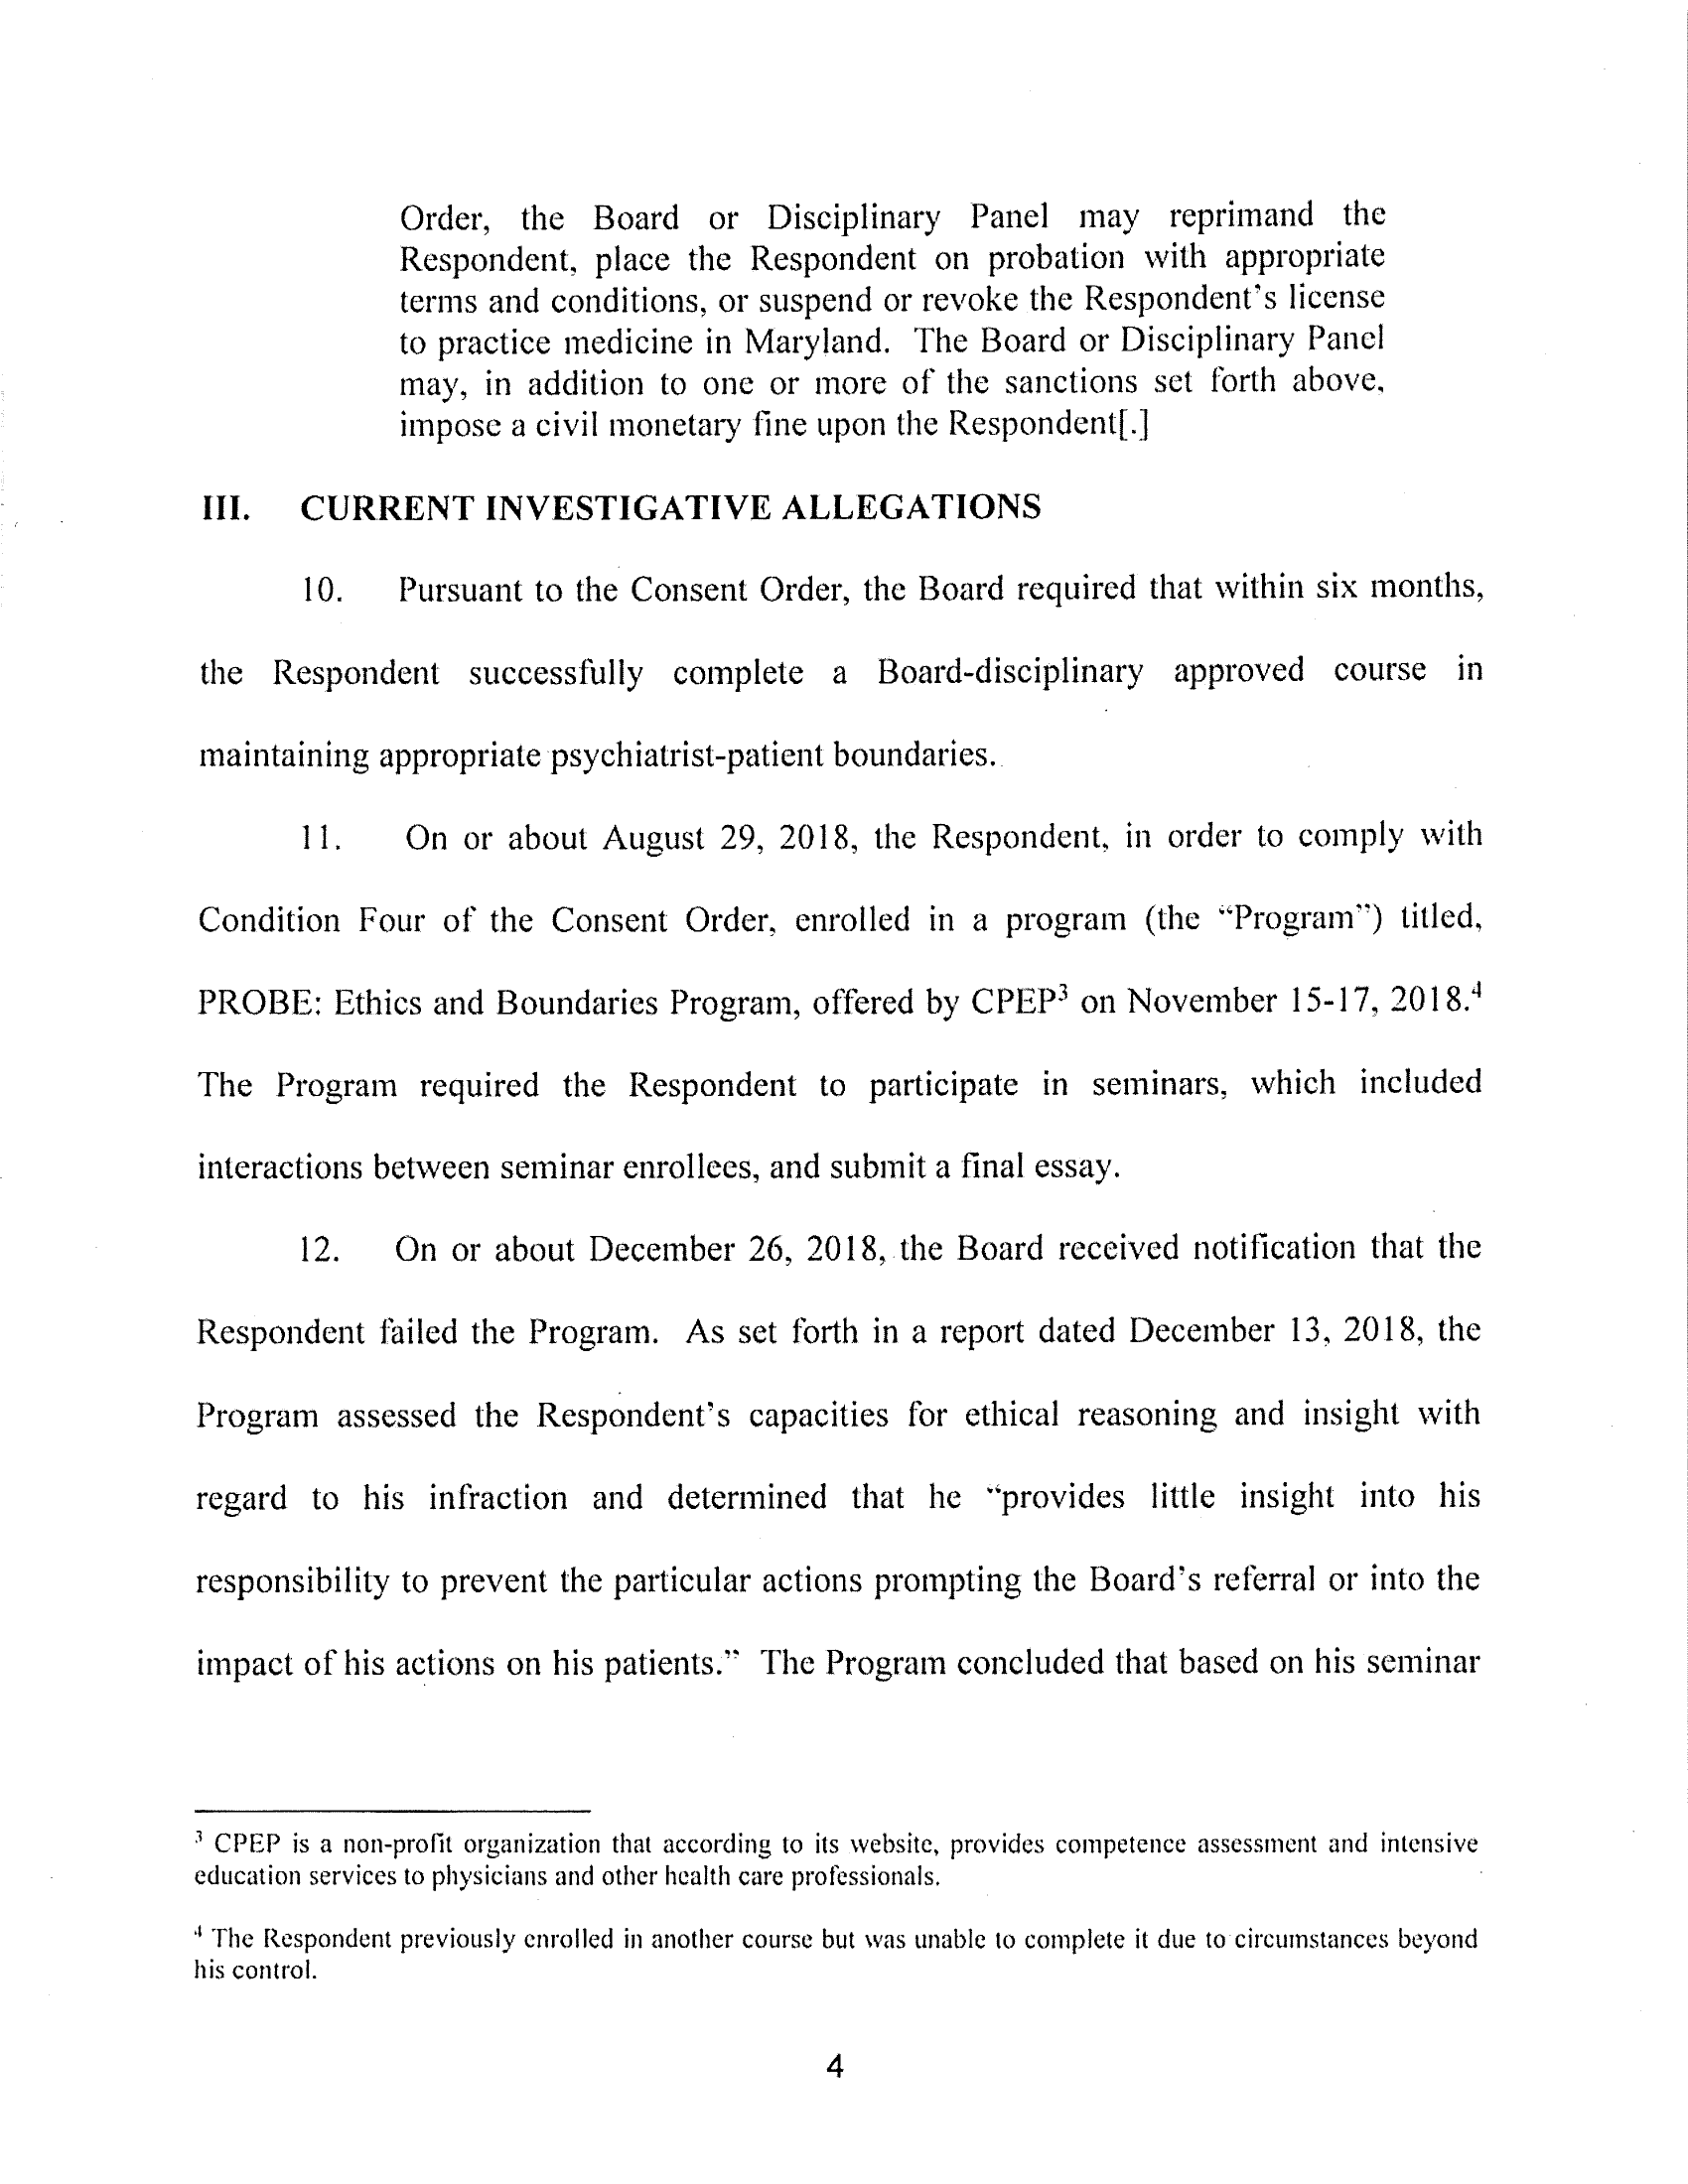 Order, the Board or Disciplinary Panel may reprimand the
Respondent, place the Respondent on probation with appropriate
terms and conditions, or suspend or revoke the Respondent's license
to practice medicine in Maryland. The Board or Disciplinary Panel
may, in addition to one or more of the sanctions set forth above,
impose a civil monetary fine upon the Respondent[.]
III. CURRENT INVESTIGATIVE ALLEGATIONS
10. Pursuant to the Consent Order, the Board required that within six months,
the Respondent successfully complete a Board-disciplinary approved course in
maintaining appropriate psychiatrist-patient boundaries.
11. On or about August 29, 2018, the Respondent, in order to comply with
Condition Four of the Consent Order, enrolled in a program (the “Program”) titled,
PROBE: Ethics and Boundaries Program, offered by CPEP³ on November 15-17, 2018.⁴
The Program required the Respondent to participate in seminars, which included
interactions between seminar enrollees, and submit a final essay.
12. On or about December 26, 2018, the Board received notification that the
Respondent failed the Program. As set forth in a report dated December 13, 2018, the
Program assessed the Respondent's capacities for ethical reasoning and insight with
regard to his infraction and determined that he “provides little insight into his
responsibility to prevent the particular actions prompting the Board's referral or into the
impact of his actions on his patients.” The Program concluded that based on his seminar
³ CPEP is a non-profit organization that according to its website, provides competence assessment and intensive
education services to physicians and other health care professionals.
⁴ The Respondent previously enrolled in another course but was unable to complete it due to circumstances beyond
his control.
4